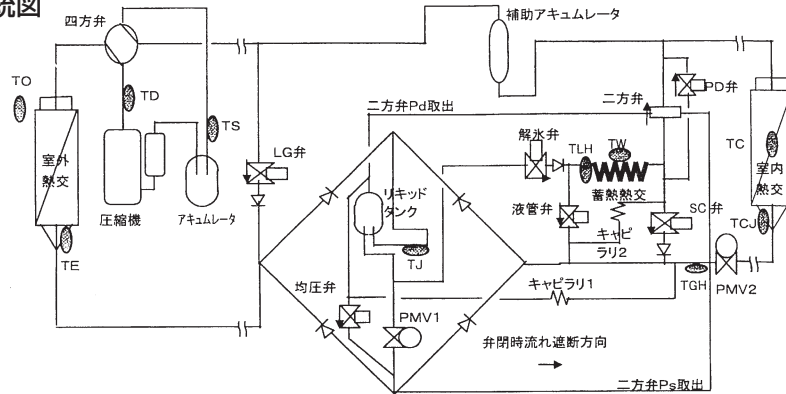 統図
四方弁
補助アキュムレータ
TO
TD
TS
LG弁
二方弁Pd取出
二方弁
PD弁
解氷弁
TLH
TW
TC
室外
熱交
室内
熱交
蓄熱熱交
リキッド
タンク
液管弁
キャピ
ラリ2
SC弁
TCJ
圧縮機
アキュムレータ
TE
TJ
TGH
PMV2
均圧弁
キャピラリ1
PMV1
弁閉時流れ遮断方向
二方弁Ps取出